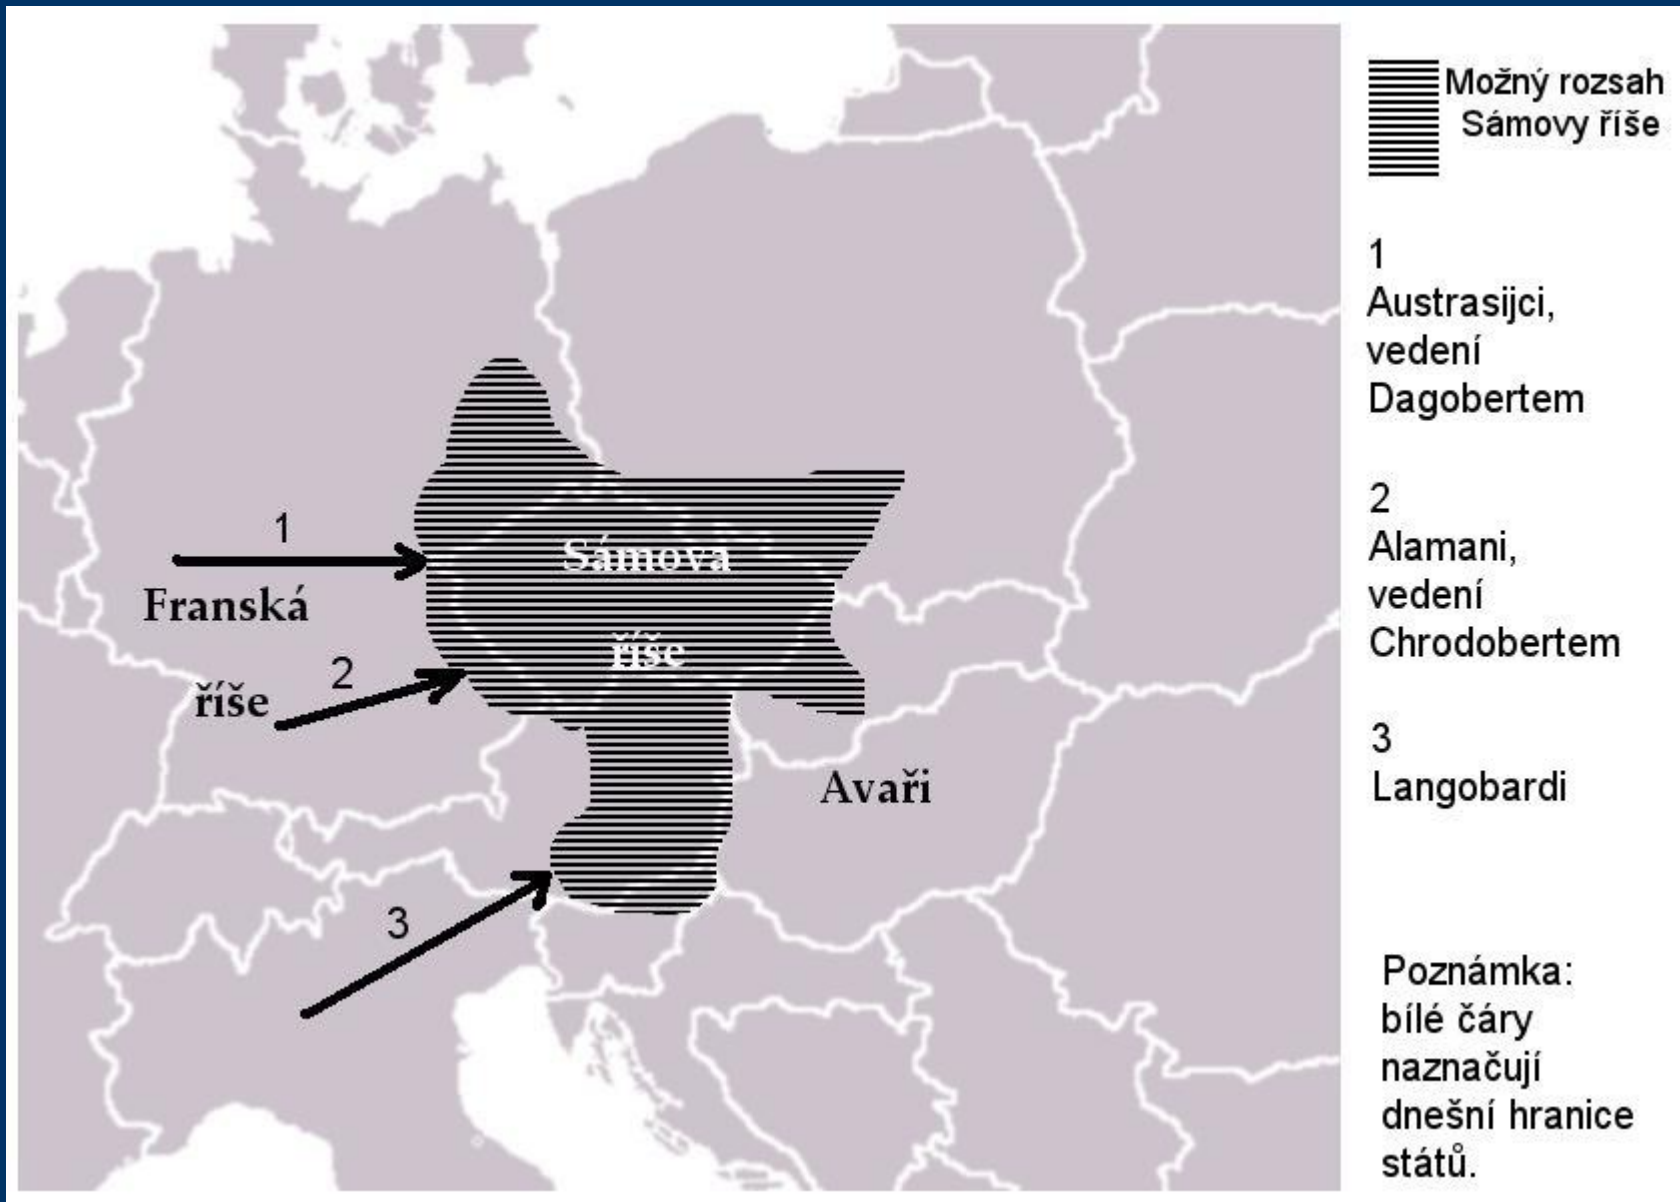 Možný rozsah
Sámovy říše
1
Austrasijci,
vedení
Dagobertem
2
Alamani,
vedení
Chrodobertem
3
Langobardi
Poznámka:
bílé čáry
naznačují
dnešní hranice
států.
1
Franská
říše
2
Sámova
říše
Avaři
3